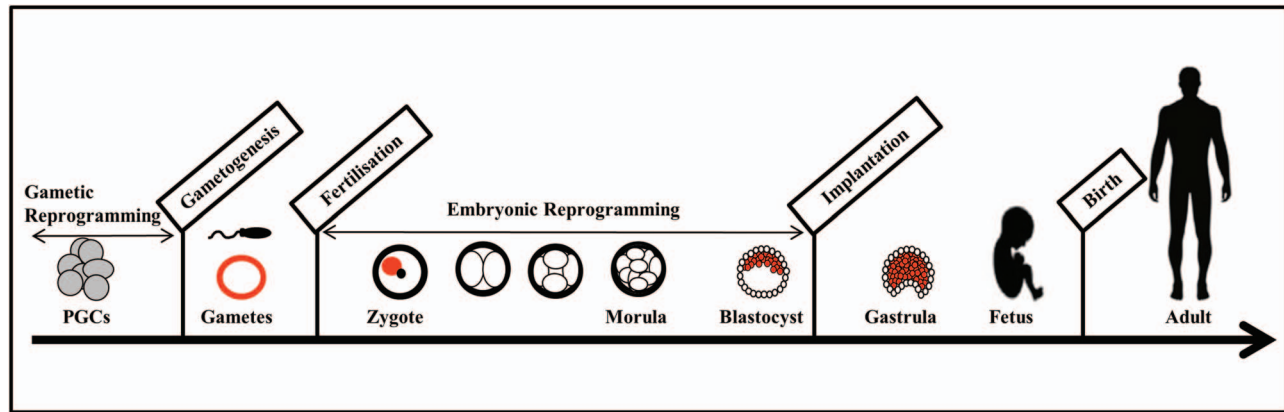 Gametic
Reprogramming
Gametogenesis
Fertilisation
Embryonic Reprogramming
Implantation
Birth
PGCs
Gametes
Zygote
Morula
Blastocyst
Gastrula
Fetus
Adult